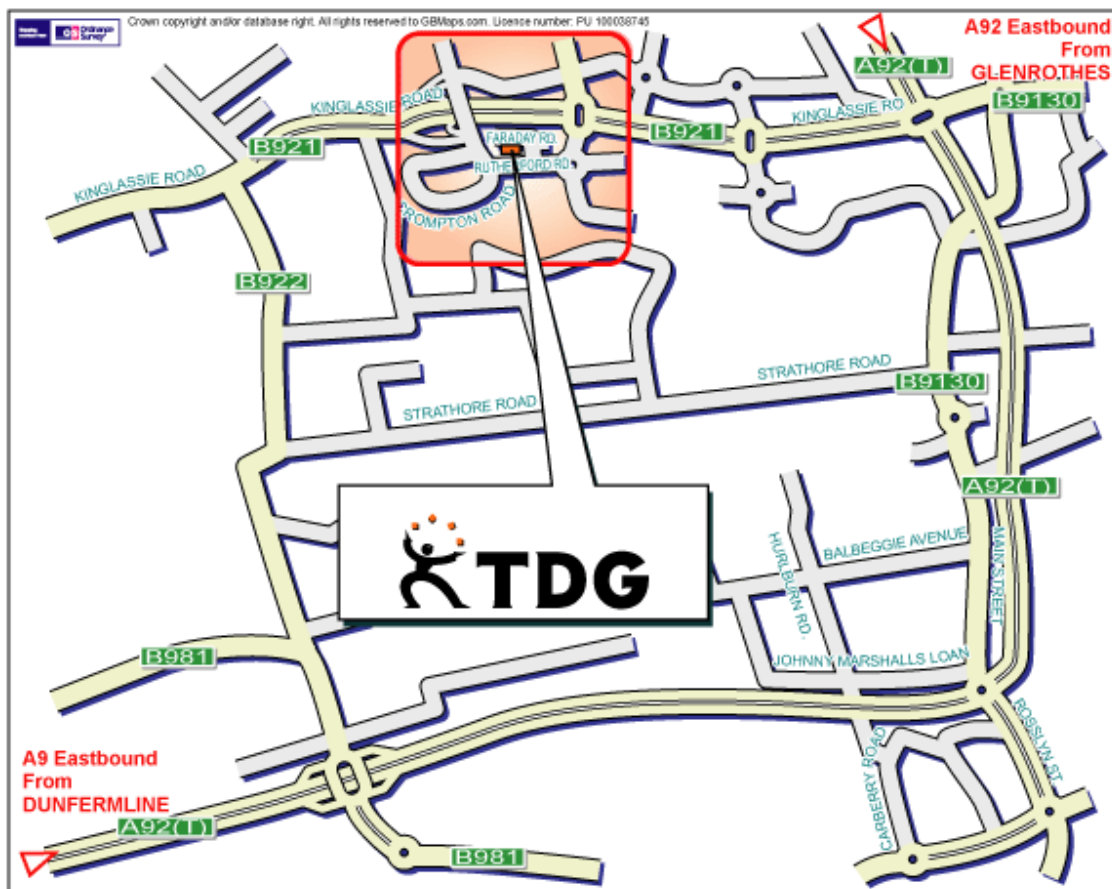 Crown copyright and/or database right. All rights reserved to GBMaps.com. Licence number: PU 100038745
Ordnance
Survey
A92 Eastbound
From
GLENROTHES
A92(T)
B9130
KINGLASSIE ROAD
KINGLASSIE RO
B921
B921
FARADAY RD.
RUTHERFORD RD.
KINGLASSIE ROAD
CROMPTON ROAD
B922
STRATHORE ROAD
B9130
STRATHORE ROAD
A92(T)
BALBEGGIE AVENUE
MAIN STREET
HURLBURN RD.
TDG
B981
JOHNNY MARSHALLS LOAN
ROSSLYN ST
CARBERRY ROAD
A9 Eastbound
From
DUNFERMLINE
A92(T)
B981